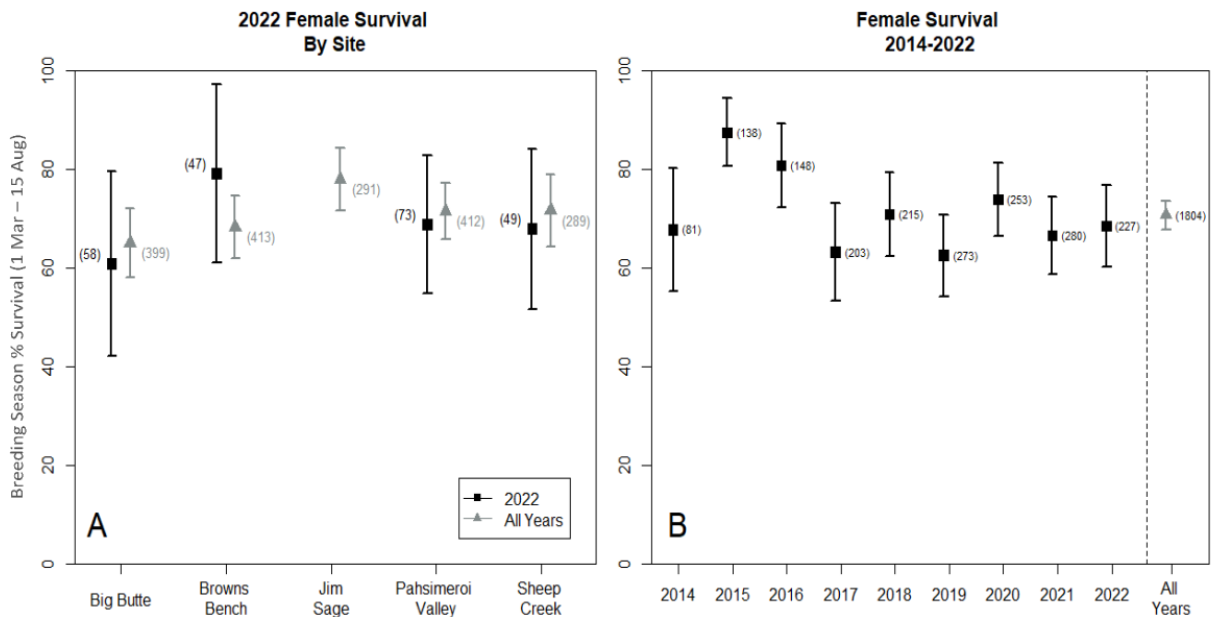 2022 Female Survival
By Site
Breeding Season % Survival (1 Mar – 15 Aug)
100
80
60
40
20
0
(58)
(399)
(47)
(413)
(291)
(73)
(412)
(49)
(289)
2022
All Years
A
Big Butte
Browns
Bench
Jim
Sage
Pahsimeroi
Valley
Sheep
Creek
Female Survival
2014-2022
100
80
60
40
20
0
(81)
(138)
(148)
(203)
(215)
(273)
(253)
(280)
(227)
(1804)
B
2014
2015
2016
2017
2018
2019
2020
2021
2022
All
Years